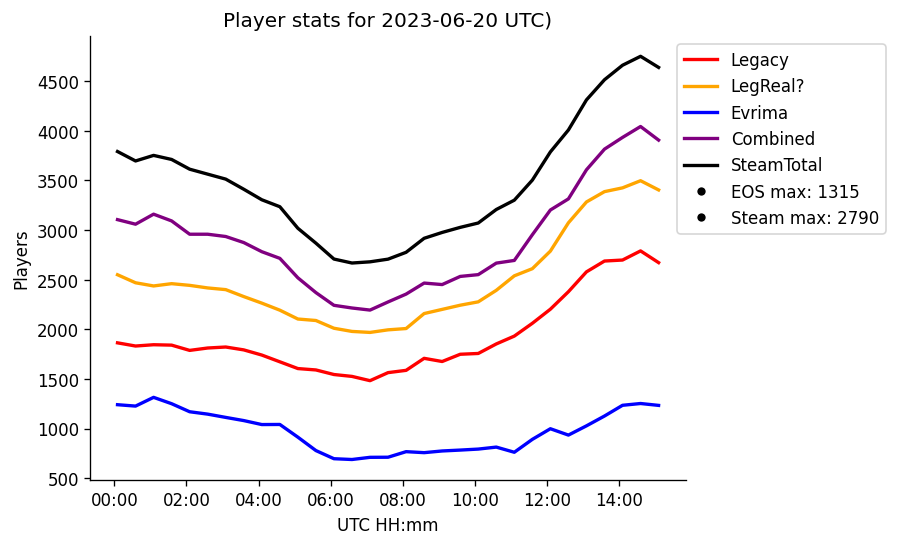 Player stats for 2023-06-20 UTC)
Legacy
LegReal?
Evrima
Combined
SteamTotal
EOS max: 1315
Steam max: 2790
Players
4500
4000
3500
3000
2500
2000
1500
1000
500
00:00 02:00 04:00 06:00 08:00 10:00 12:00 14:00
UTC HH:mm